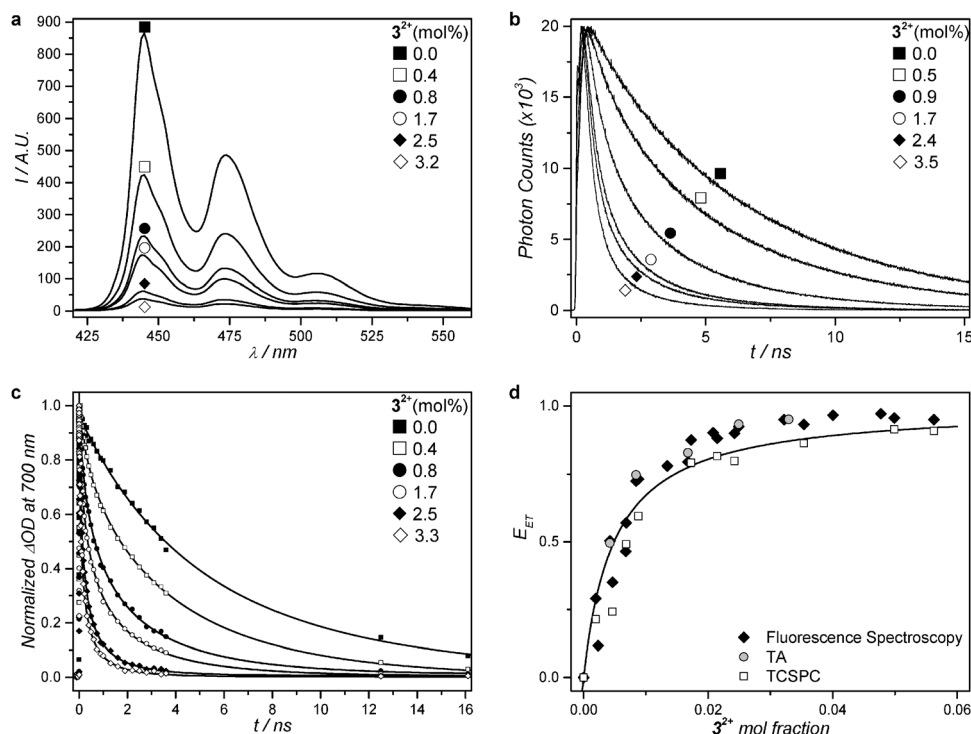 a
3²⁺(mol%)
0.0
0.4
0.8
1.7
2.5
3.2
I / A.U.
900
800
700
600
500
400
300
200
100
0
425 450 475 500 525 550
λ / nm
b
3²⁺(mol%)
0.0
0.5
0.9
1.7
2.4
3.5
Photon Counts (x10³)
20
15
10
5
0
0 5 10 15
t / ns
c
3²⁺(mol%)
0.0
0.4
0.8
1.7
2.5
3.3
Normalized ΔOD at 700 nm
1.0
0.8
0.6
0.4
0.2
0.0
0 2 4 6 8 10 12 14 16
t / ns
d
E_ET
1.0
0.5
0.0
Fluorescence Spectroscopy
TA
TCSPC
0.00 0.02 0.04 0.06
3²⁺ mol fraction